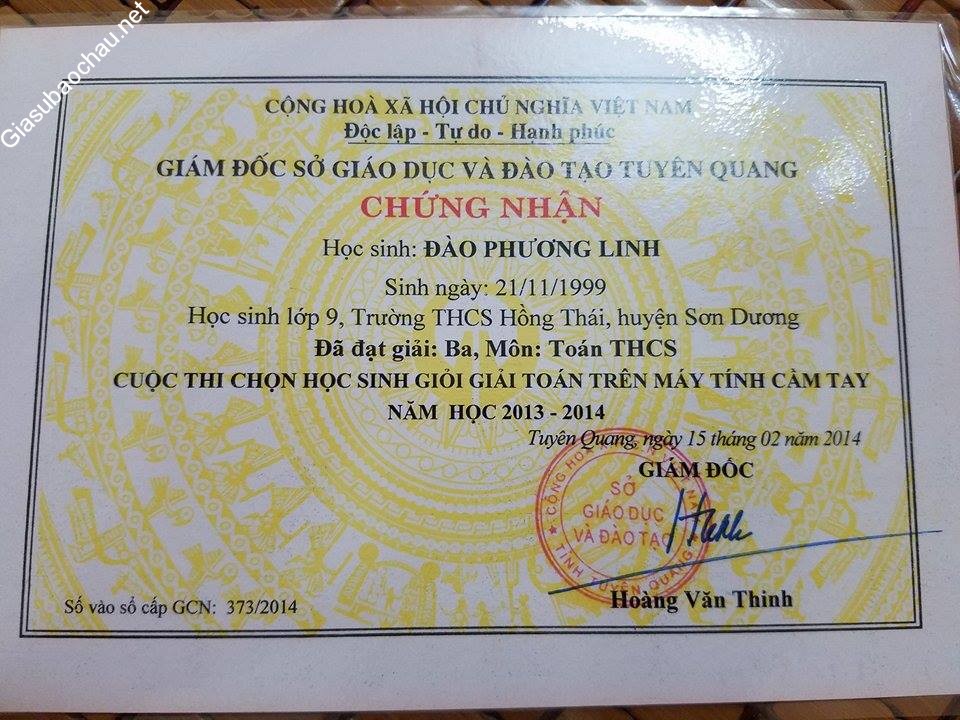 Giasubaochau.net
CỘNG HOÀ XÃ HỘI CHỦ NGHĨA VIỆT NAM
Độc lập - Tự do - Hạnh phúc
GIÁM ĐỐC SỞ GIÁO DỤC VÀ ĐÀO TẠO TUYÊN QUANG
CHỨNG NHẬN
Học sinh: ĐÀO PHƯƠNG LINH
Sinh ngày: 21/11/1999
Học sinh lớp 9, Trường THCS Hồng Thái, huyện Sơn Dương
Đã đạt giải: Ba, Môn: Toán THCS
CUỘC THI CHỌN HỌC SINH GIỎI GIẢI TOÁN TRÊN MÁY TÍNH CẦM TAY
NĂM HỌC 2013 - 2014
Tuyên Quang, ngày 15 tháng 02 năm 2014
GIÁM ĐỐC
SỞ
GIÁO DỤC
VÀ ĐÀO TẠO
TỈNH TUYÊN QUANG
Hoàng Văn Thinh
Số vào sổ cấp GCN: 373/2014